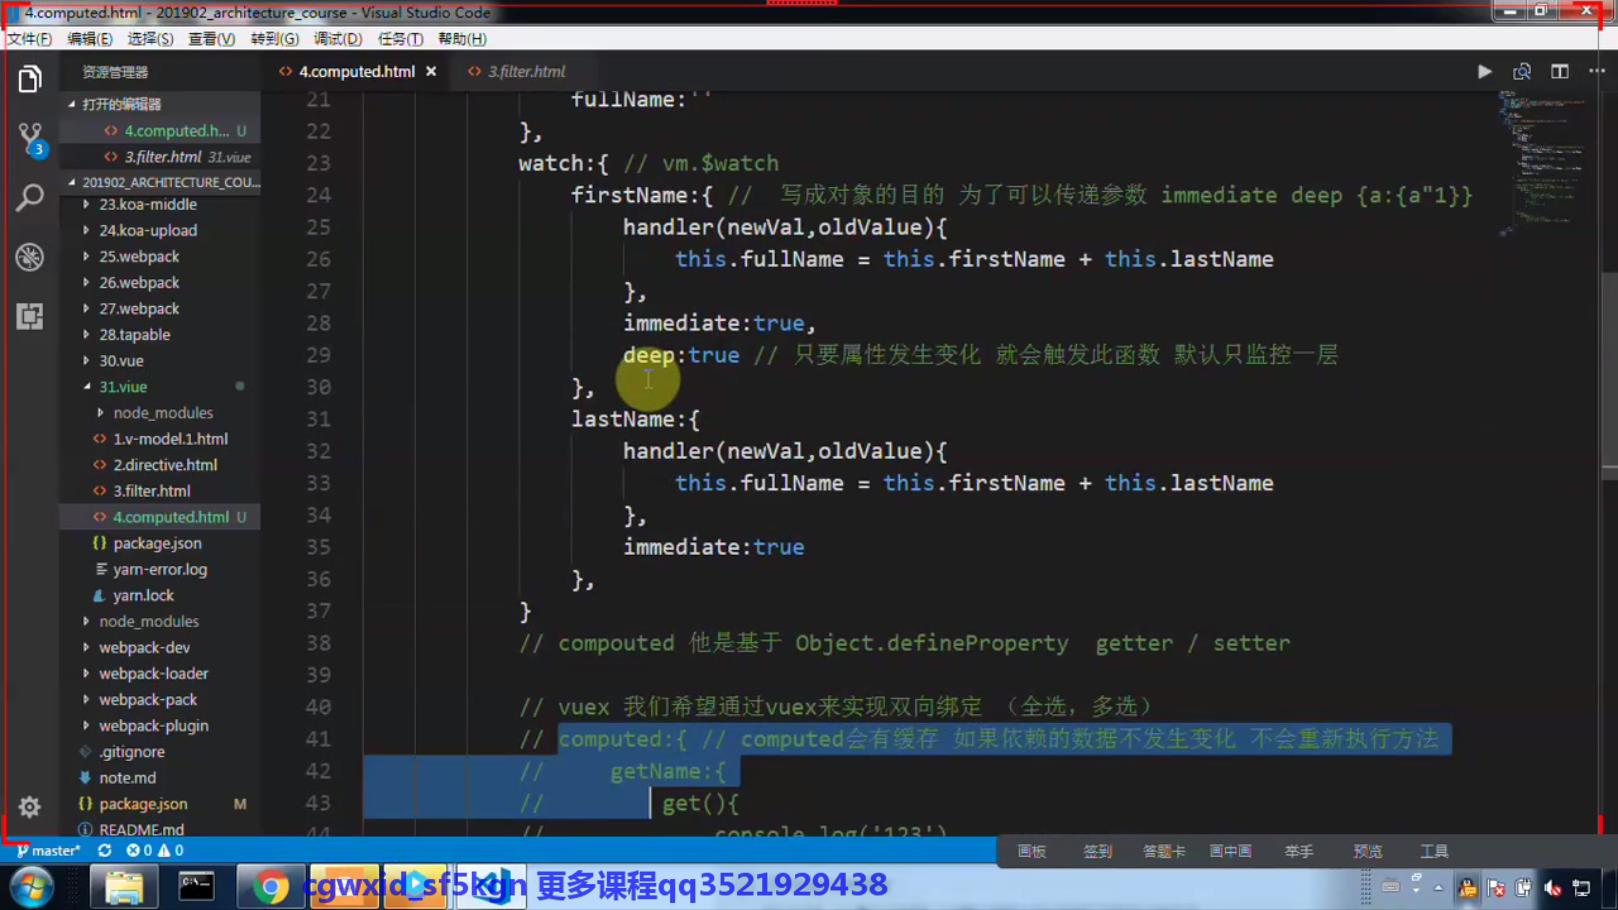 4.computed.html - 201902_architecture_course - Visual Studio Code
文件(F) 编辑(E) 选择(S) 查看(V) 转到(G) 调试(D) 任务(T) 帮助(H)
资源管理器
4.computed.html
3.filter.html
打开的编辑器
4.computed.h... U
3.filter.html 31.viue
201902_ARCHITECTURE_COU...
23.koa-middle
24.koa-upload
25.webpack
26.webpack
27.webpack
28.tapable
30.vue
31.viue
node_modules
1.v-model.1.html
2.directive.html
3.filter.html
4.computed.html U
package.json
yarn-error.log
yarn.lock
node_modules
webpack-dev
webpack-loader
webpack-pack
webpack-plugin
.gitignore
note.md
package.json M
README.md
3
21 fullName:''
22 },
23 watch:{ // vm.$watch
24 firstName:{ // 写成对象的目的 为了可以传递参数 immediate deep {a:{a"1}}
25 handler(newVal,oldValue){
26 this.fullName = this.firstName + this.lastName
27 },
28 immediate:true,
29 deep:true // 只要属性发生变化 就会触发此函数 默认只监控一层
30 },
31 lastName:{
32 handler(newVal,oldValue){
33 this.fullName = this.firstName + this.lastName
34 },
35 immediate:true
36 },
37 }
38 // compouted 他是基于 Object.defineProperty getter / setter
39
40 // vuex 我们希望通过vuex来实现双向绑定 （全选，多选）
41 // computed:{ // computed会有缓存 如果依赖的数据不发生变化 不会重新执行方法
42 // getName:{
43 // get(){
44 // console.log('123')
master* 0 0
画板 签到 答题卡 画中画 举手 预览 工具
cgwxid_sf5kgn 更多课程qq3521929438